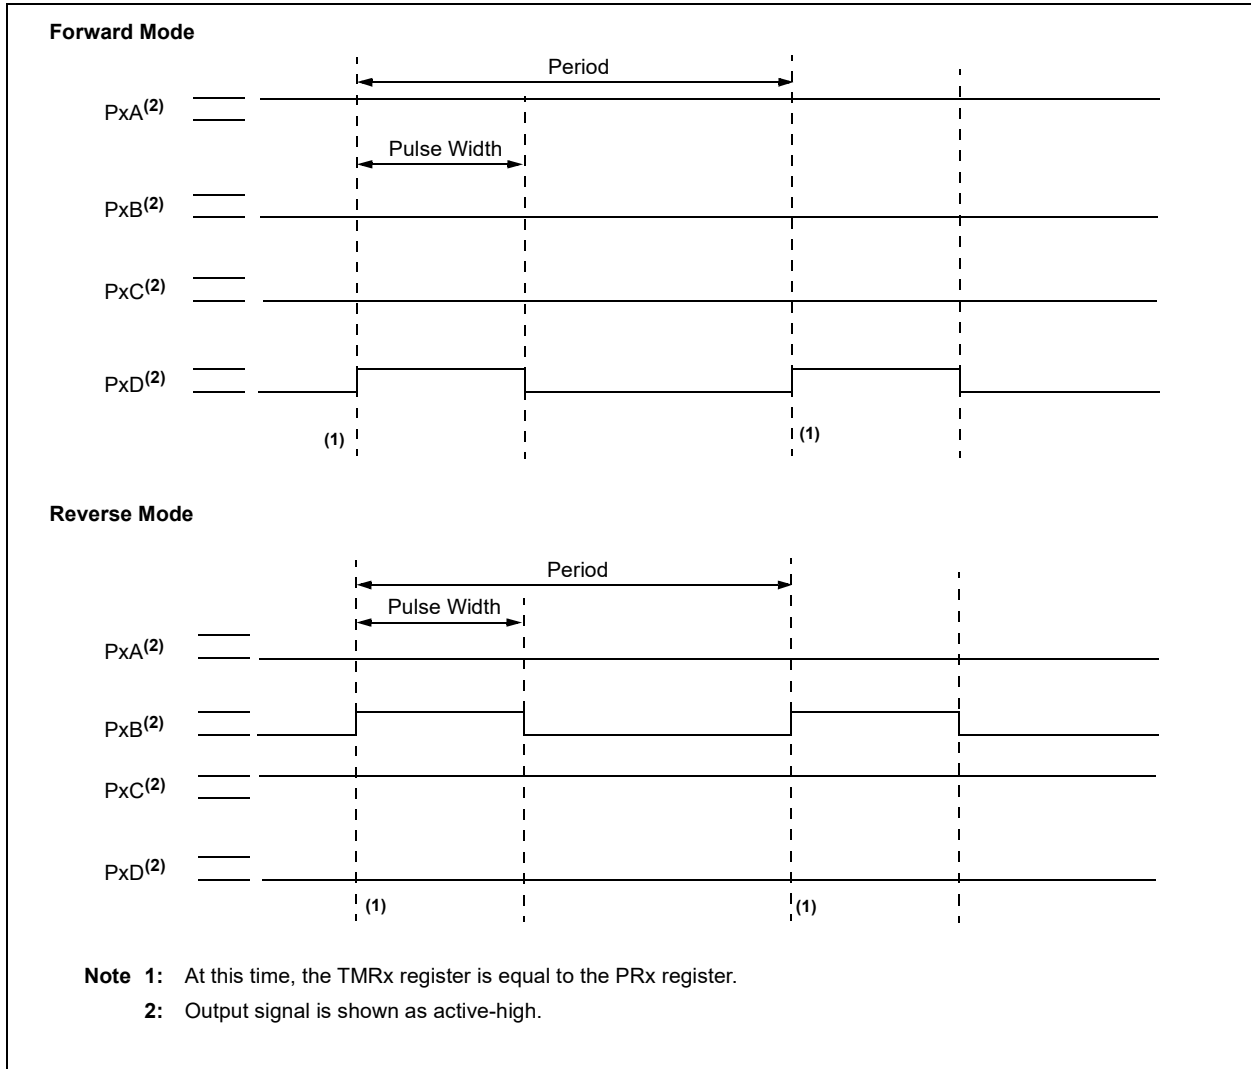 Forward Mode
Period
PxA(2)
Pulse Width
PxB(2)
PxC(2)
PxD(2)
(1) (1)
Reverse Mode
Period
Pulse Width
PxA(2)
PxB(2)
PxC(2)
PxD(2)
(1) (1)
Note 1: At this time, the TMRx register is equal to the PRx register.
2: Output signal is shown as active-high.